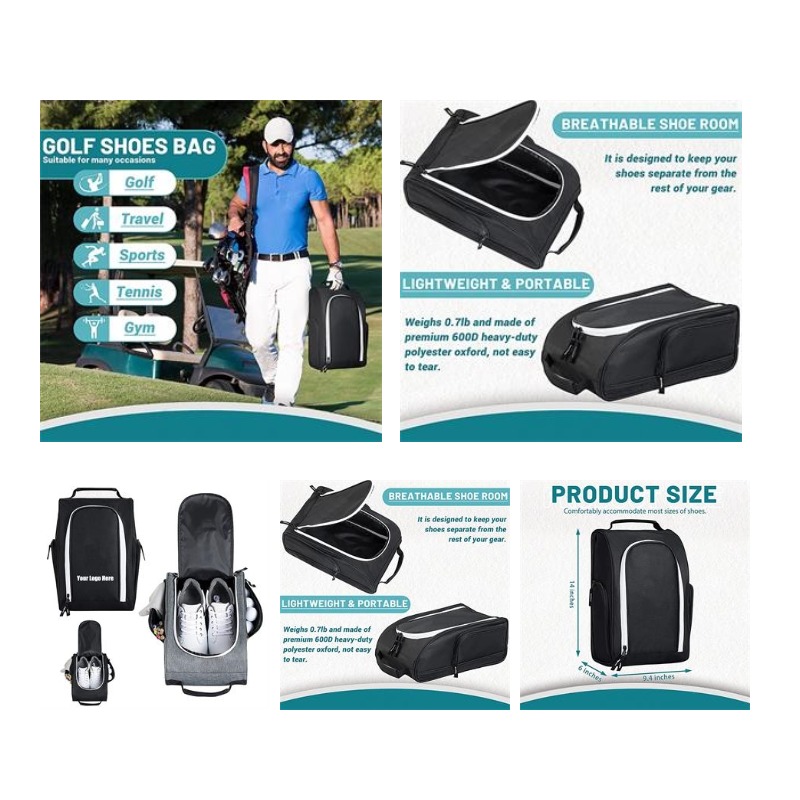 GOLF SHOES BAG
Suitable for many occasions
Golf
Travel
Sports
Tennis
Gym
BREATHABLE SHOE ROOM
It is designed to keep your
shoes separate from the
rest of your gear.
LIGHTWEIGHT & PORTABLE
Weighs 0.7lb and made of
premium 600D heavy-duty
polyester oxford, not easy
to tear.
Your Logo Here
BREATHABLE SHOE ROOM
It is designed to keep your
shoes separate from the
rest of your gear.
LIGHTWEIGHT & PORTABLE
Weighs 0.7lb and made of
premium 600D heavy-duty
polyester oxford, not easy
to tear.
PRODUCT SIZE
Comfortably accommodate most sizes of shoes.
14 inches
6 inches
9.4 inches